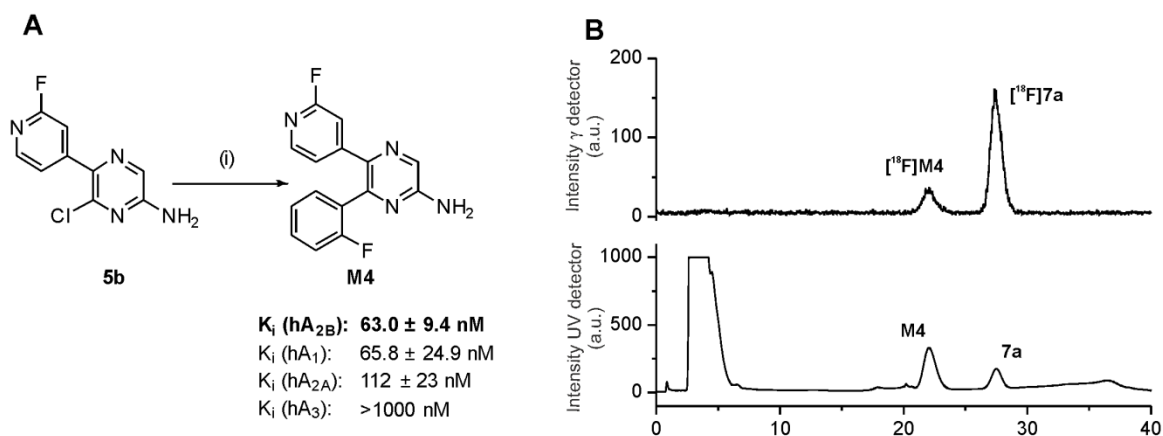 A
F
N
N
(i)
Cl
N
NH₂
5b
F
N
N
N
NH₂
F
M4
Kᵢ (hA₂B): 63.0 ± 9.4 nM
Kᵢ (hA₁): 65.8 ± 24.9 nM
Kᵢ (hA₂A): 112 ± 23 nM
Kᵢ (hA₃): >1000 nM
B
Intensity γ detector
(a.u.)
200
100
0
[¹⁸F]M4
[¹⁸F]7a
Intensity UV detector
(a.u.)
1000
500
0
M4
7a
0 10 20 30 40